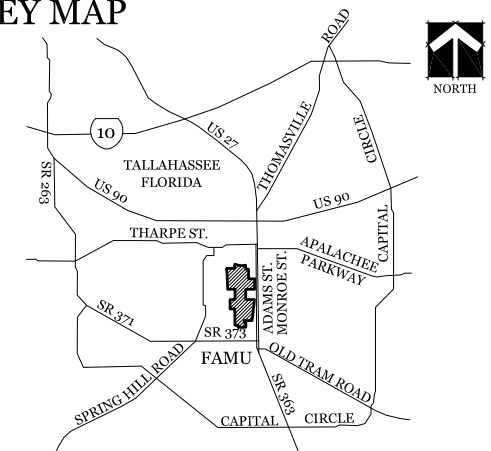 EY MAP
ROAD
NORTH
10
US 27
THOMASVILLE
CIRCLE
TALLAHASSEE
FLORIDA
SR 263
US 90
US 90
CAPITAL
THARPE ST.
APALACHEE
PARKWAY
ADAMS ST.
MONROE ST.
SR 371
SR 373
FAMU
OLD TRAM ROAD
SPRING HILL ROAD
SR 363
CAPITAL CIRCLE